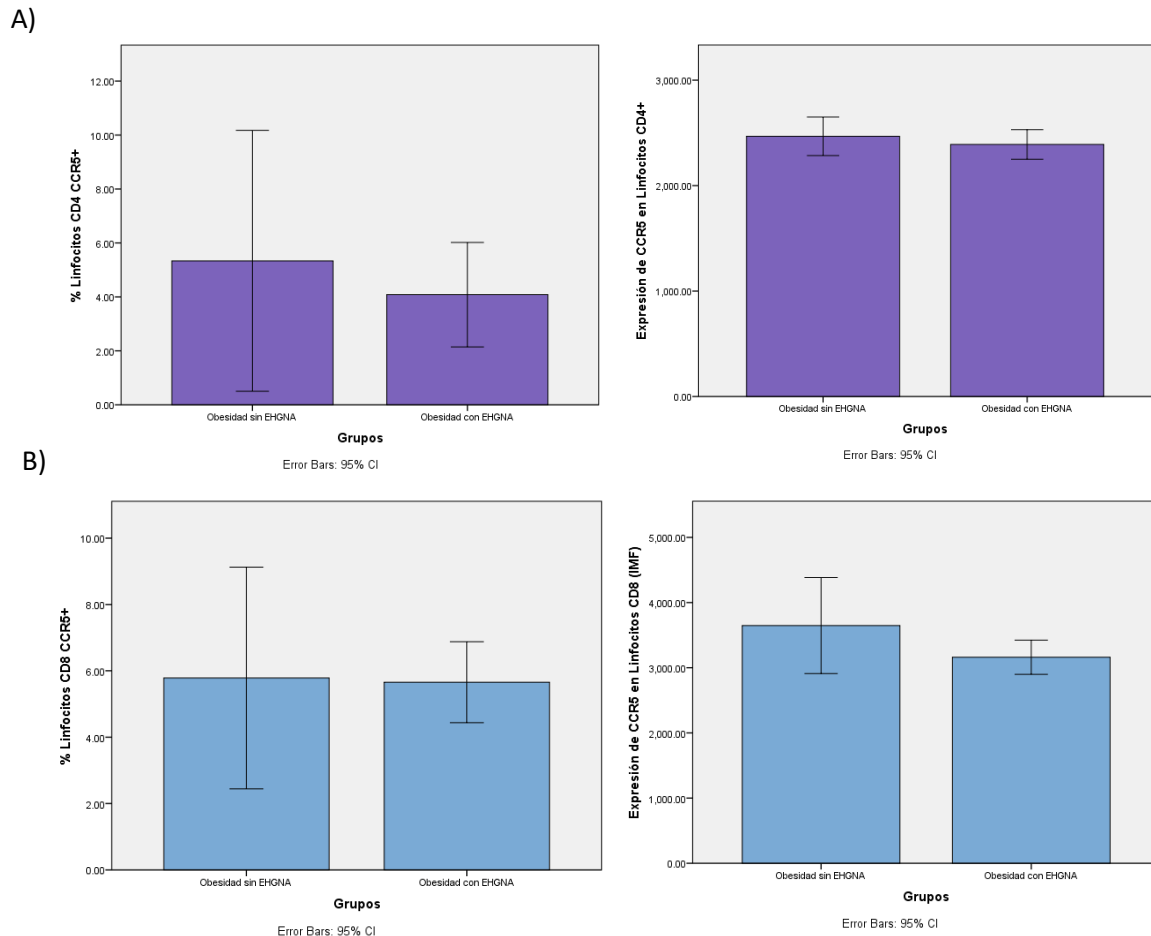 A)
% Linfocitos CD4 CCR5+
12.00
10.00
8.00
6.00
4.00
2.00
0.00
Obesidad sin EHGNA
Obesidad con EHGNA
Grupos
Error Bars: 95% CI
Expresión de CCR5 en Linfocitos CD4+
3,000.00
2,000.00
1,000.00
0.00
Obesidad sin EHGNA
Obesidad con EHGNA
Grupos
Error Bars: 95% CI
B)
% Linfocitos CD8 CCR5+
10.00
8.00
6.00
4.00
2.00
0.00
Obesidad sin EHGNA
Obesidad con EHGNA
Grupos
Error Bars: 95% CI
Expresión de CCR5 en Linfocitos CD8 (IMF)
5,000.00
4,000.00
3,000.00
2,000.00
1,000.00
0.00
Obesidad sin EHGNA
Obesidad con EHGNA
Grupos
Error Bars: 95% CI